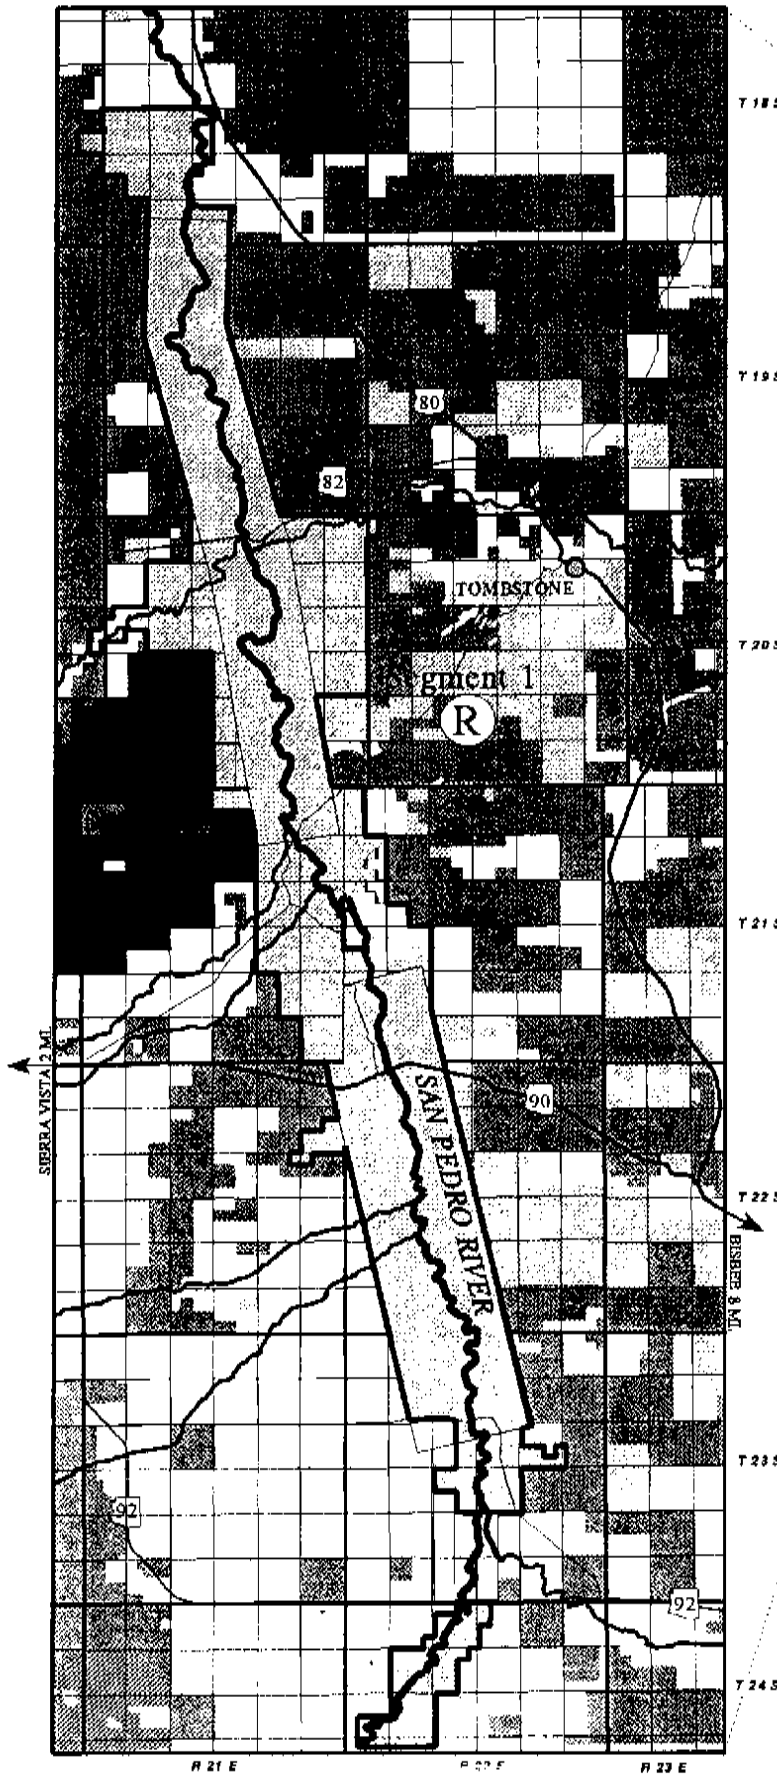 T 18 S
T 19 S
80
82
TOMBSTONE
T 20 S
Segment 1
R
T 21 S
SIERRA VISTA 2 MI.
90
SAN PEDRO RIVER
T 22 S
BISBEE 8 MI.
T 23 S
92
92
T 24 S
R 21 E
R 22 E
R 23 E